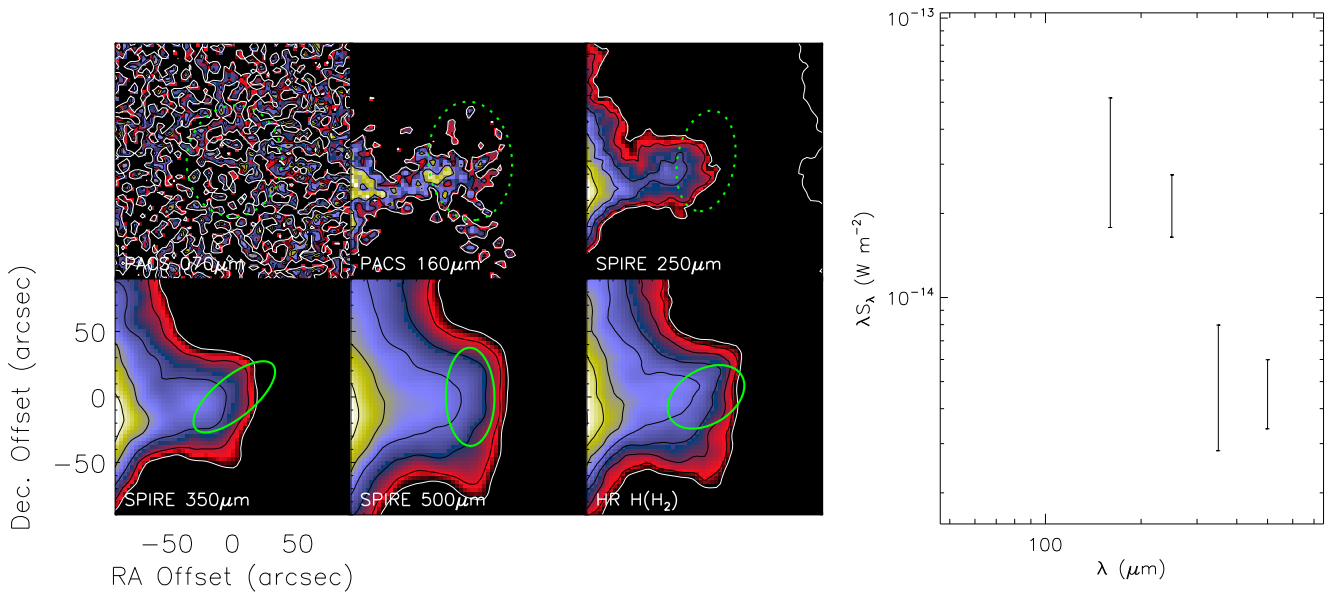 PACS 070μm
PACS 160μm
SPIRE 250μm
SPIRE 350μm
SPIRE 500μm
HR H(H₂)
Dec. Offset (arcsec)
50
0
−50
−50 0 50
RA Offset (arcsec)
10⁻¹³
10⁻¹⁴
λSλ (W m⁻²)
100
λ (μm)